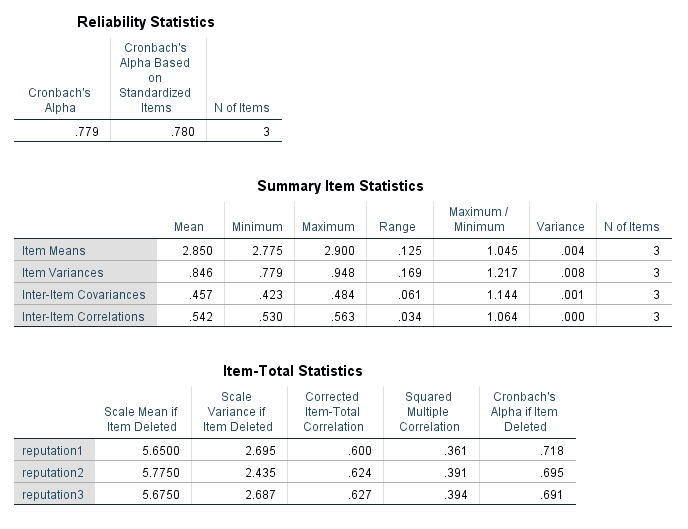 Reliability Statistics
Cronbach's
Alpha Based
on
Cronbach's Standardized
Alpha Items N of Items
.779 .780 3
Summary Item Statistics
Maximum /
Mean Minimum Maximum Range Minimum Variance N of Items
Item Means 2.850 2.775 2.900 .125 1.045 .004 3
Item Variances .846 .779 .948 .169 1.217 .008 3
Inter-Item Covariances .457 .423 .484 .061 1.144 .001 3
Inter-Item Correlations .542 .530 .563 .034 1.064 .000 3
Item-Total Statistics
Scale Corrected Squared Cronbach's
Scale Mean if Variance if Item-Total Multiple Alpha if Item
Item Deleted Item Deleted Correlation Correlation Deleted
reputation1 5.6500 2.695 .600 .361 .718
reputation2 5.7750 2.435 .624 .391 .695
reputation3 5.6750 2.687 .627 .394 .691